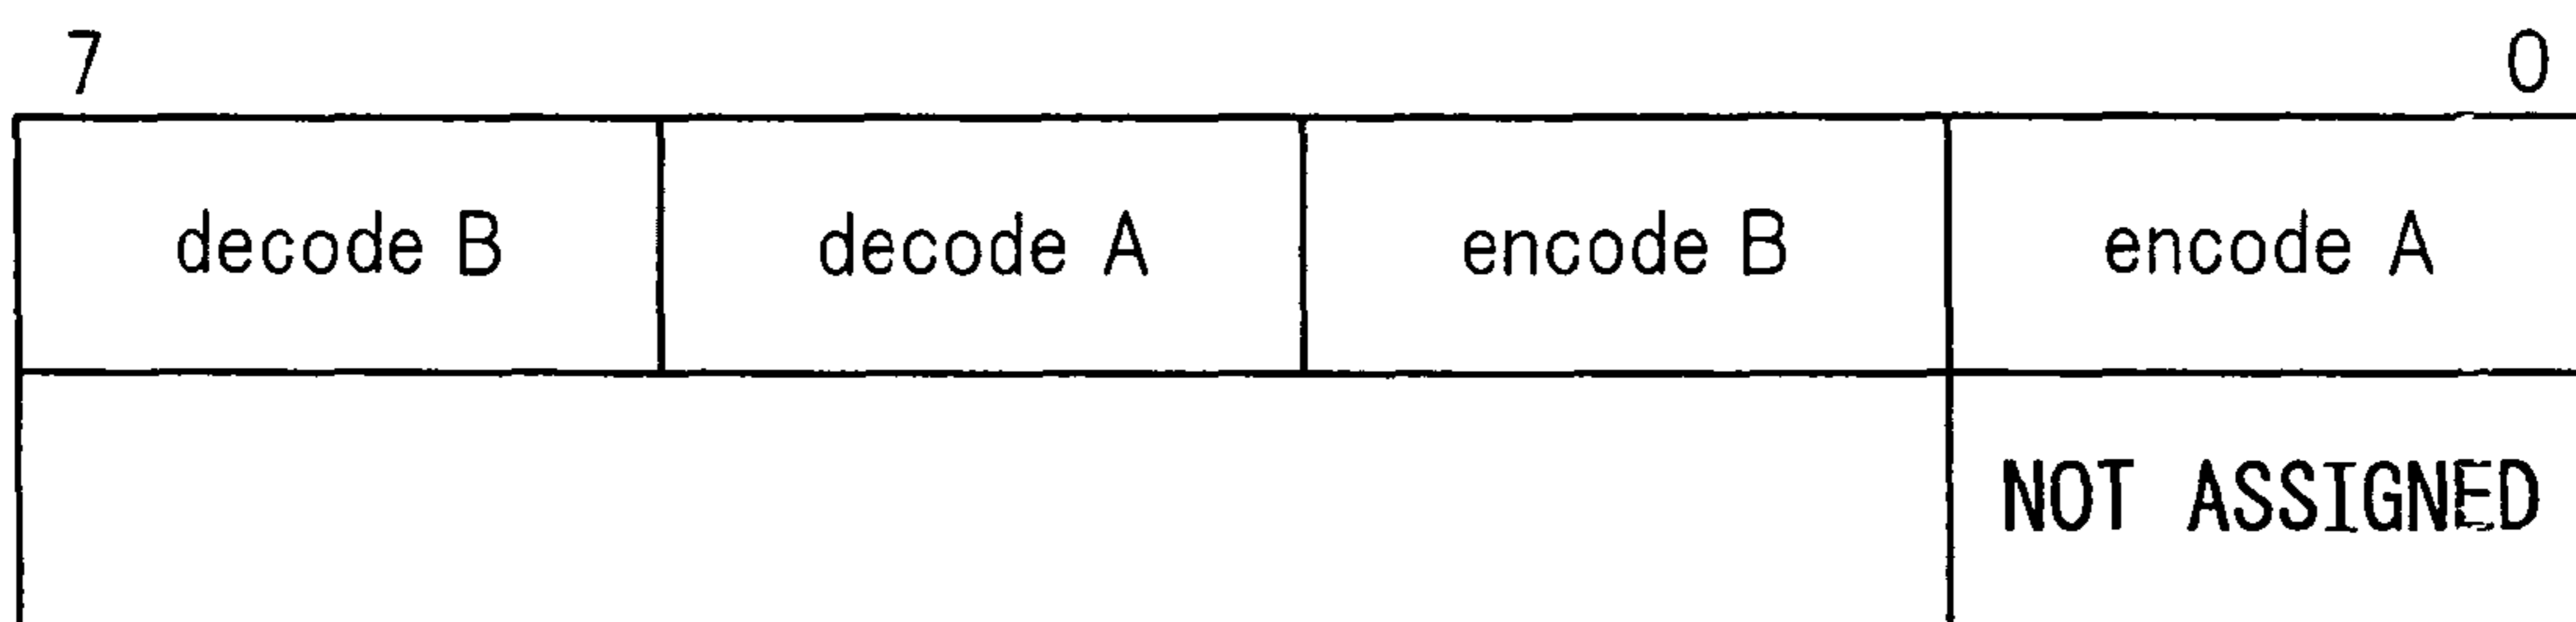 7 0
decode B decode A encode B encode A
NOT ASSIGNED